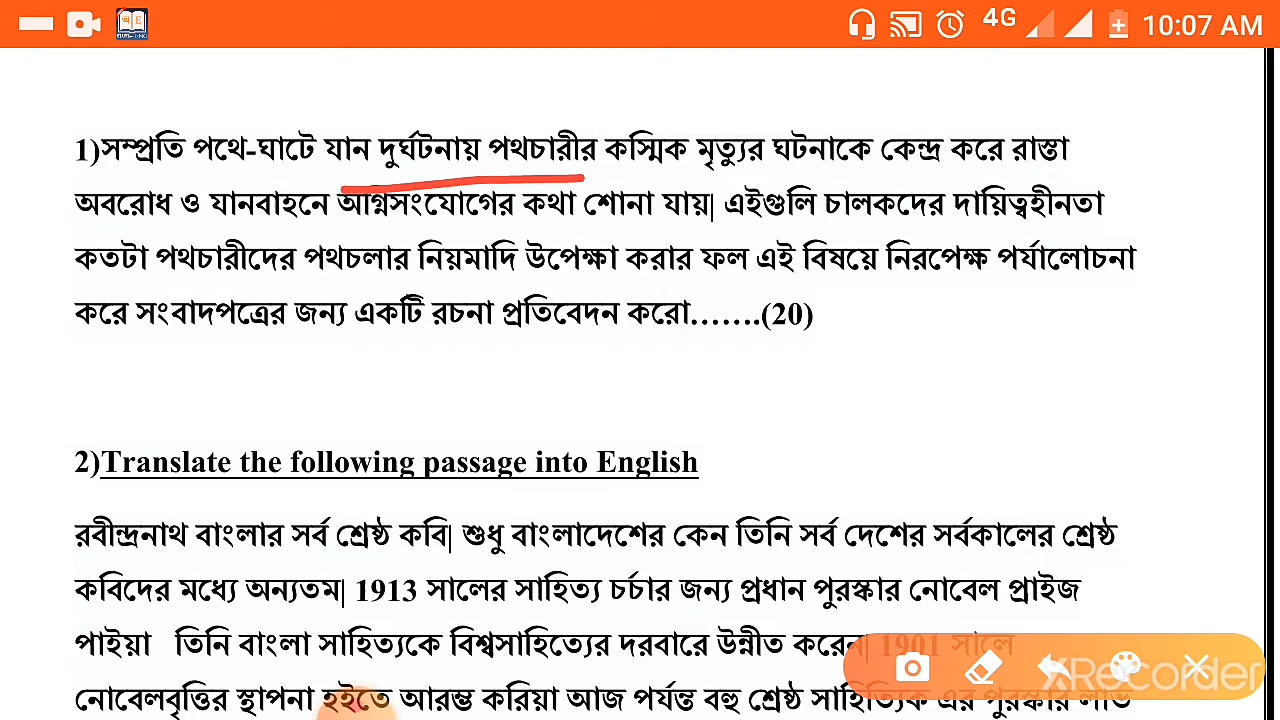 4G 10:07 AM
1)সম্প্রতি পথে-ঘাটে যান দুর্ঘটনায় পথচারীর কস্মিক মৃত্যুর ঘটনাকে কেন্দ্র করে রাস্তা
অবরোধ ও যানবাহনে আগ্নিসংযোগের কথা শোনা যায়| এইগুলি চালকদের দায়িত্বহীনতা
কতটা পথচারীদের পথচলার নিয়মাদি উপেক্ষা করার ফল এই বিষয়ে নিরপেক্ষ পর্যালোচনা
করে সংবাদপত্রের জন্য একটি রচনা প্রতিবেদন করো…….(20)
2)Translate the following passage into English
রবীন্দ্রনাথ বাংলার সর্ব শ্রেষ্ঠ কবি| শুধু বাংলাদেশের কেন তিনি সর্ব দেশের সর্বকালের শ্রেষ্ঠ
কবিদের মধ্যে অন্যতম| 1913 সালের সাহিত্য চর্চার জন্য প্রধান পুরস্কার নোবেল প্রাইজ
পাইয়া তিনি বাংলা সাহিত্যকে বিশ্বসাহিত্যের দরবারে উন্নীত করেন| 1901 সালে
নোবেলবৃত্তির স্থাপনা হইতে আরম্ভ করিয়া আজ পর্যন্ত বহু শ্রেষ্ঠ সাহিত্যিক এর পুরস্কার লাভ
XRecorder